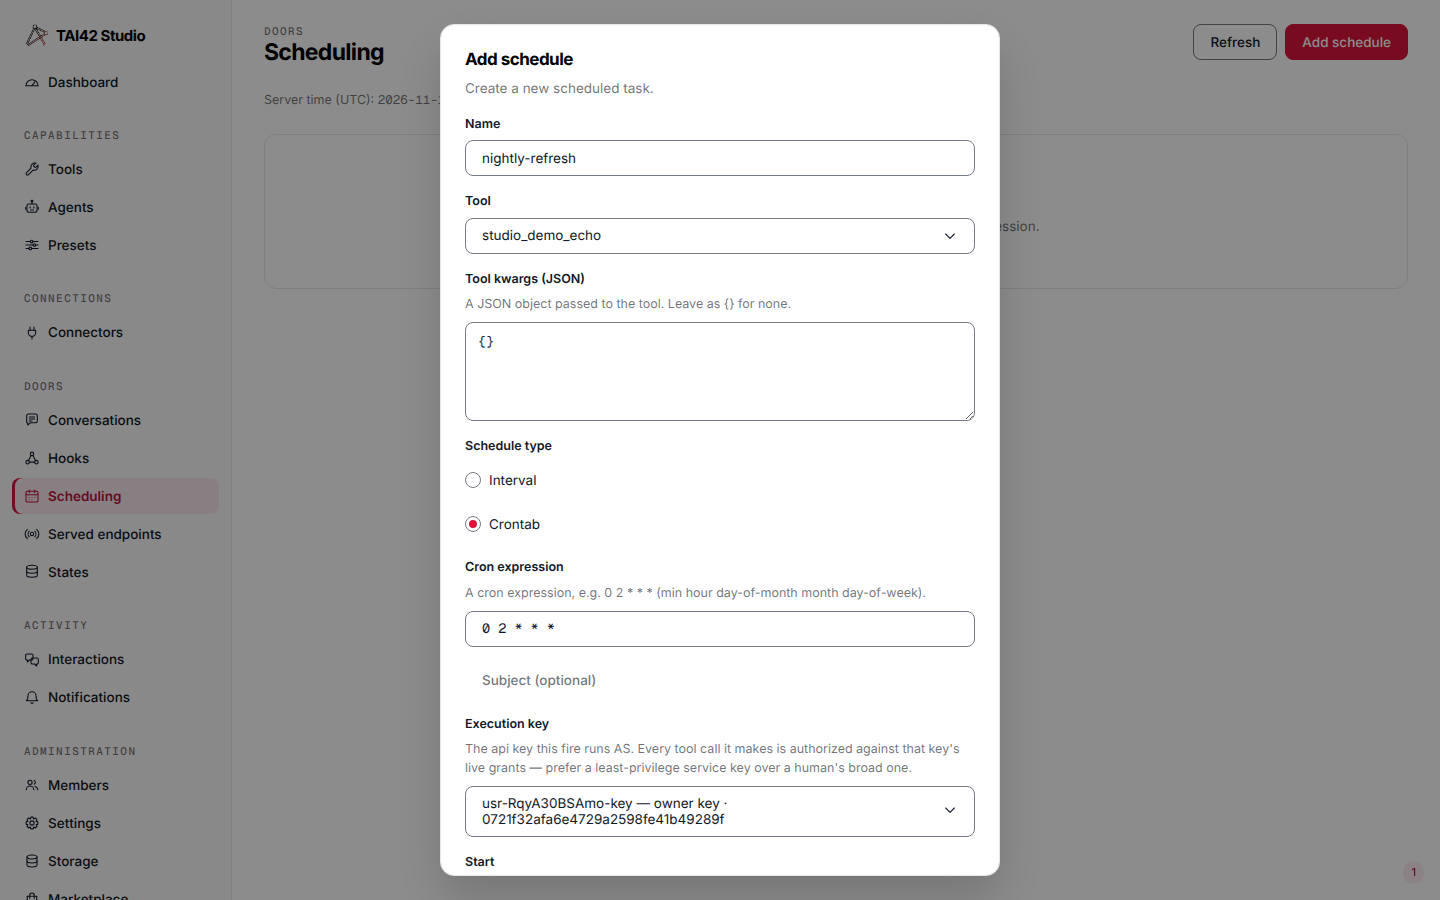 TAI42 Studio
Dashboard
CAPABILITIES
Tools
Agents
Presets
CONNECTIONS
Connectors
DOORS
Conversations
Hooks
Scheduling
Served endpoints
States
ACTIVITY
Interactions
Notifications
ADMINISTRATION
Members
Settings
Storage
Marketplace
DOORS
Scheduling
Refresh
Add schedule
Server time (UTC): 2026-11-
ession.
Add schedule
Create a new scheduled task.
Name
nightly-refresh
Tool
studio_demo_echo
Tool kwargs (JSON)
A JSON object passed to the tool. Leave as {} for none.
{}
Schedule type
Interval
Crontab
Cron expression
A cron expression, e.g. 0 2 * * * (min hour day-of-month month day-of-week).
0 2 * * *
Subject (optional)
Execution key
The api key this fire runs AS. Every tool call it makes is authorized against that key's
live grants — prefer a least-privilege service key over a human's broad one.
usr-RqyA30BSAmo-key — owner key ·
0721f32afa6e4729a2598fe41b49289f
Start
1